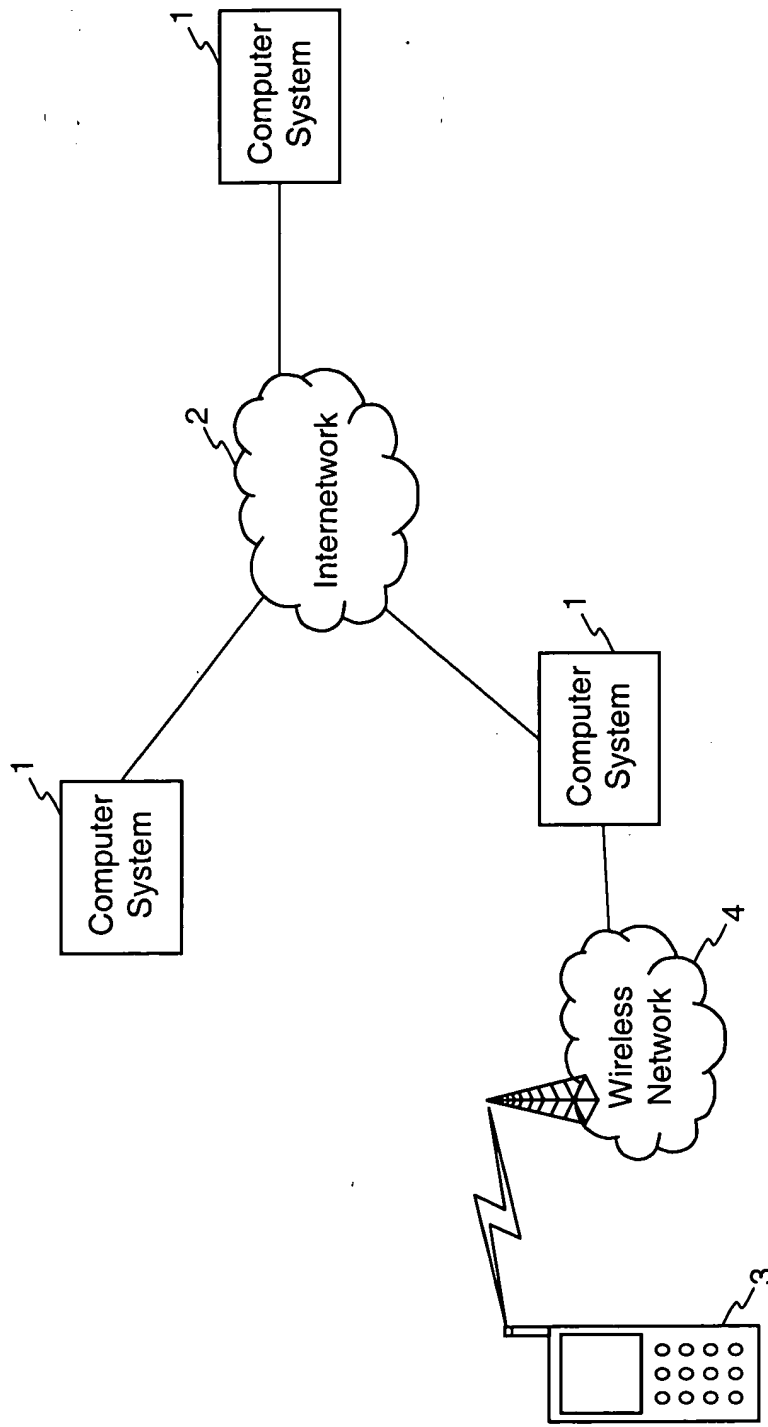 1
Computer
System
1
Computer
System
2
Internetwork
1
Computer
System
4
Wireless
Network
3